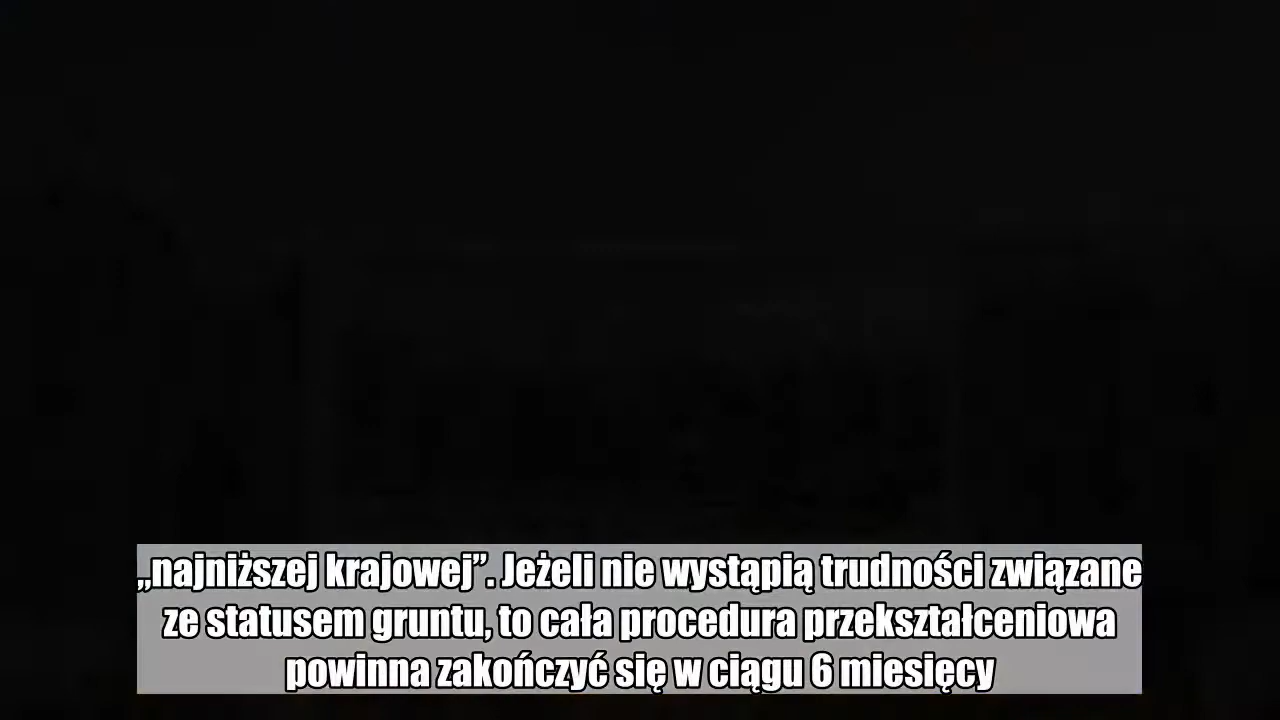 „najniższej krajowej”. Jeżeli nie wystąpią trudności związane
ze statusem gruntu, to cała procedura przekształceniowa
powinna zakończyć się w ciągu 6 miesięcy